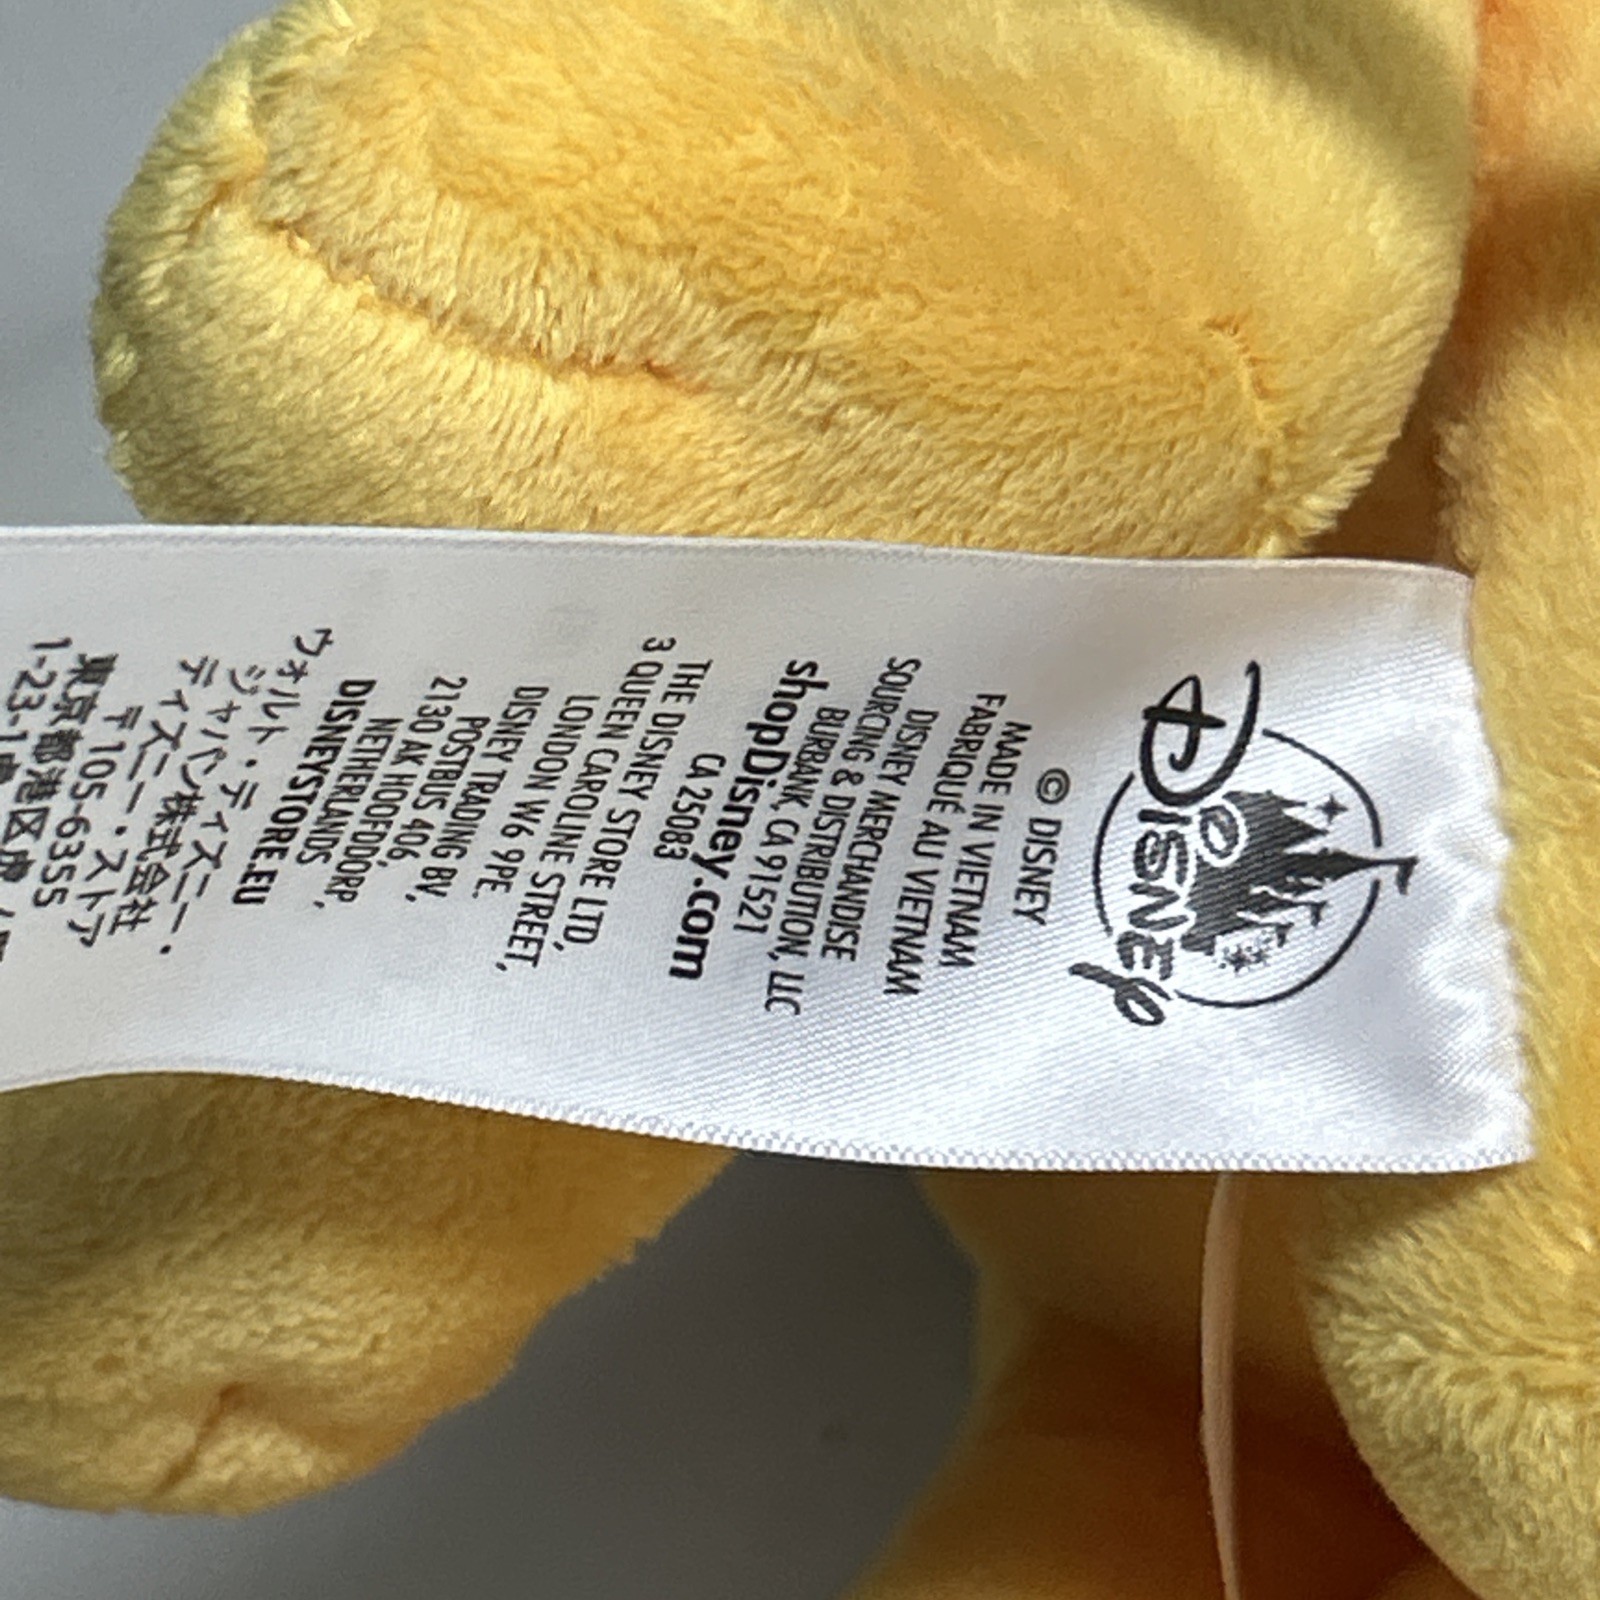 Disney
© DISNEY
MADE IN VIETNAM
FABRIQUÉ AU VIETNAM
DISNEY MERCHANDISE
SOURCING & DISTRIBUTION, LLC
BURBANK, CA 91521
shopDisney.com
CA 25083
THE DISNEY STORE LTD,
3 QUEEN CAROLINE STREET,
LONDON W6 9PE.
DISNEY TRADING BV,
POSTBUS 406,
2130 AK HOOFDDORP,
NETHERLANDS
DISNEYSTORE.EU
ウォルト・ディズニー・
ジャパン株式会社
ディズニー・ストア
〒105-6355
東京都港区虎
1-23-1